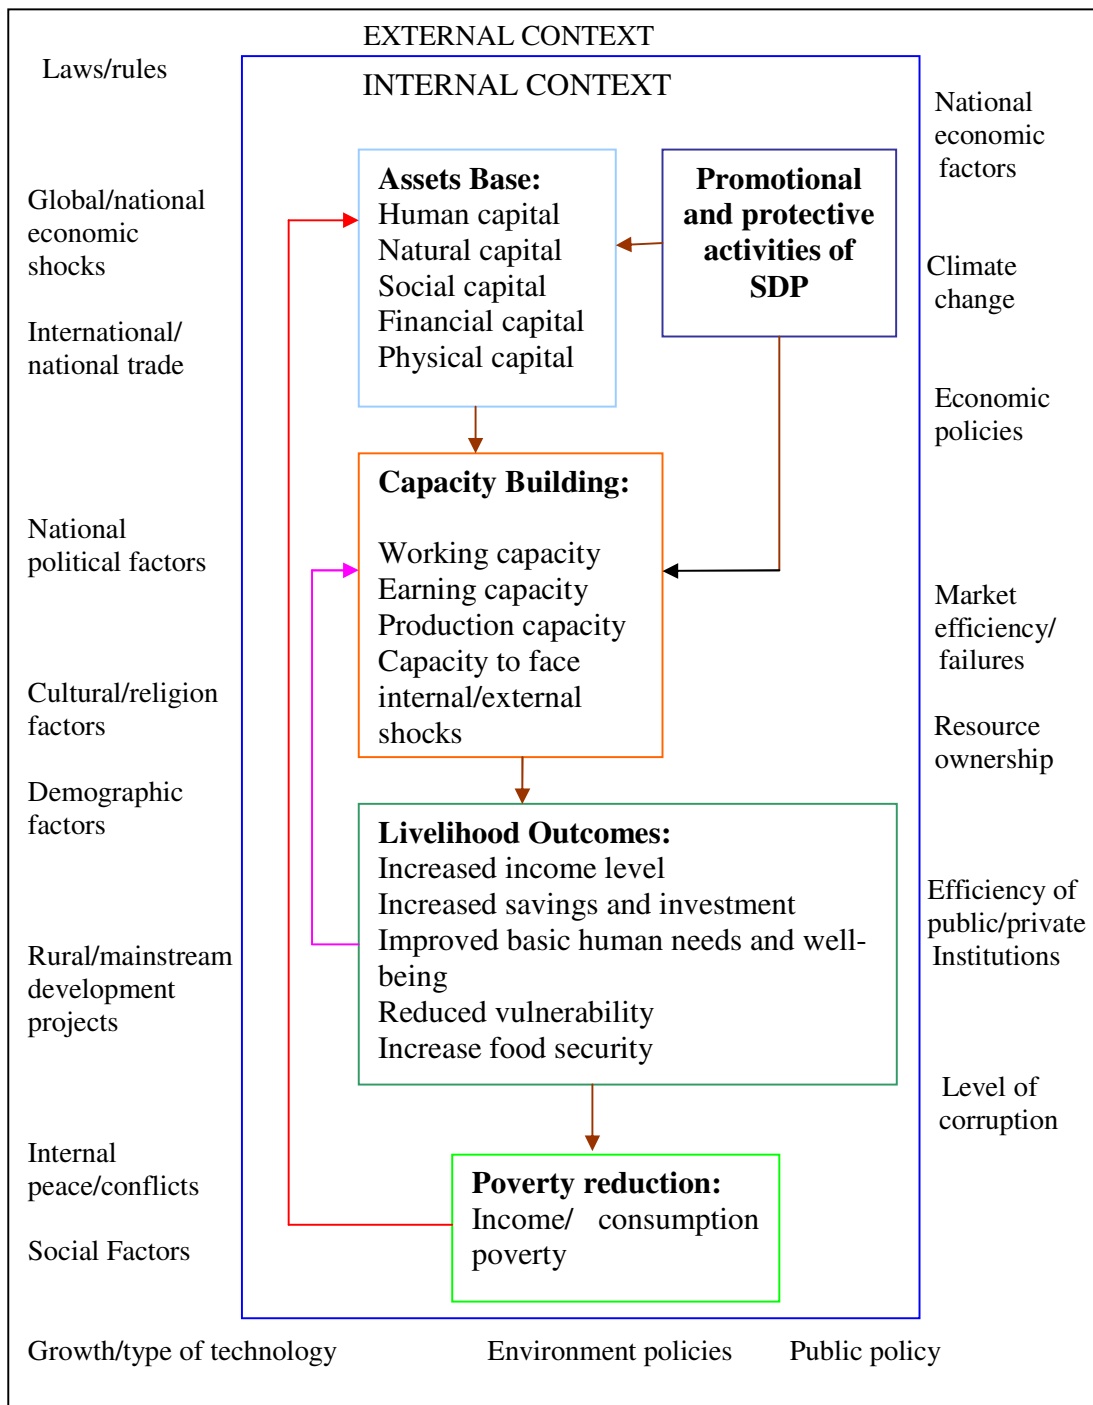 EXTERNAL CONTEXT
Laws/rules
Global/national
economic
shocks
International/
national trade
National
political factors
Cultural/religion
factors
Demographic
factors
Rural/mainstream
development
projects
Internal
peace/conflicts
Social Factors
INTERNAL CONTEXT
Assets Base:
Human capital
Natural capital
Social capital
Financial capital
Physical capital
Promotional
and protective
activities of
SDP
Capacity Building:
Working capacity
Earning capacity
Production capacity
Capacity to face
internal/external
shocks
Livelihood Outcomes:
Increased income level
Increased savings and investment
Improved basic human needs and well-
being
Reduced vulnerability
Increase food security
Poverty reduction:
Income/ consumption
poverty
National
economic
factors
Climate
change
Economic
policies
Market
efficiency/
failures
Resource
ownership
Efficiency of
public/private
Institutions
Level of
corruption
Growth/type of technology
Environment policies
Public policy